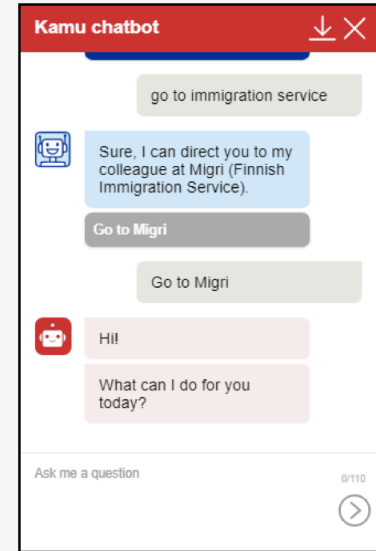 Kamu chatbot
go to immigration service
Sure, I can direct you to my
colleague at Migri (Finnish
Immigration Service).
Go to Migri
Go to Migri
Hi!
What can I do for you
today?
Ask me a question
0/110